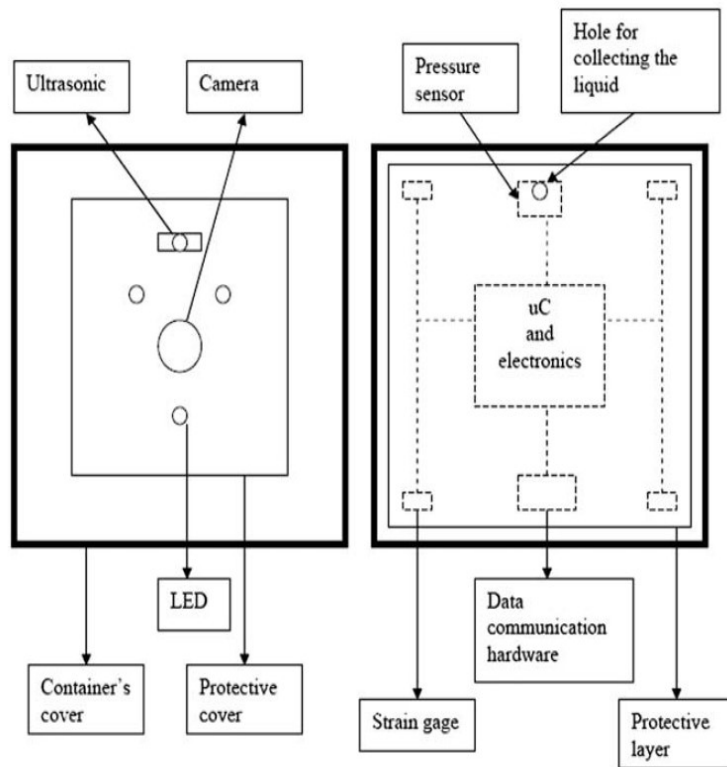 Ultrasonic
Camera
Pressure
sensor
Hole for
collecting the
liquid
uC
and
electronics
LED
Container's
cover
Protective
cover
Data
communication
hardware
Strain gage
Protective
layer